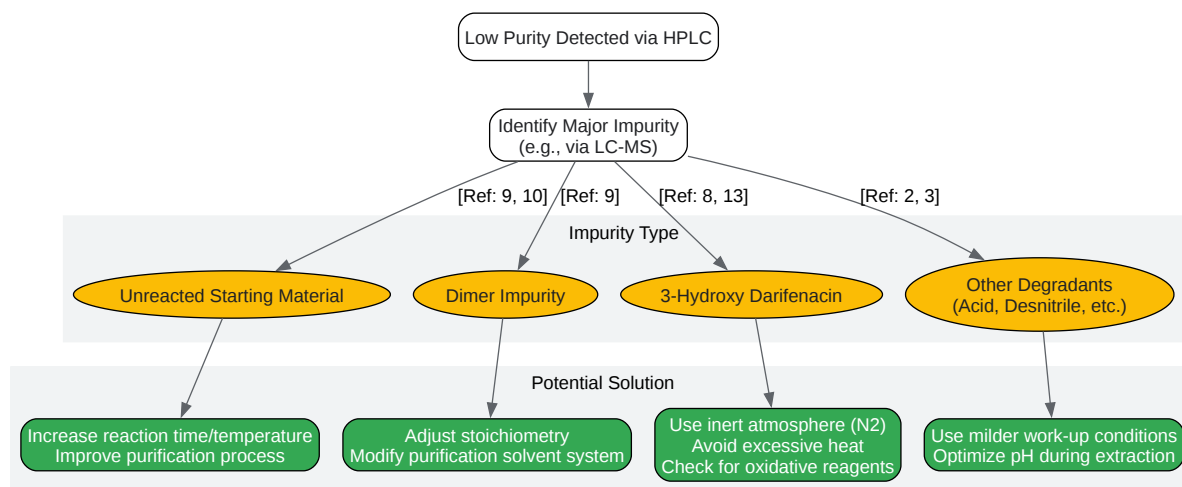 Low Purity Detected via HPLC
Identify Major Impurity
(e.g., via LC-MS)
[Ref: 9, 10]
[Ref: 9]
[Ref: 8, 13]
[Ref: 2, 3]
Impurity Type
Unreacted Starting Material
Dimer Impurity
3-Hydroxy Darifenacin
Other Degradants
(Acid, Desnitrile, etc.)
Potential Solution
Increase reaction time/temperature
Improve purification process
Adjust stoichiometry
Modify purification solvent system
Use inert atmosphere (N2)
Avoid excessive heat
Check for oxidative reagents
Use milder work-up conditions
Optimize pH during extraction